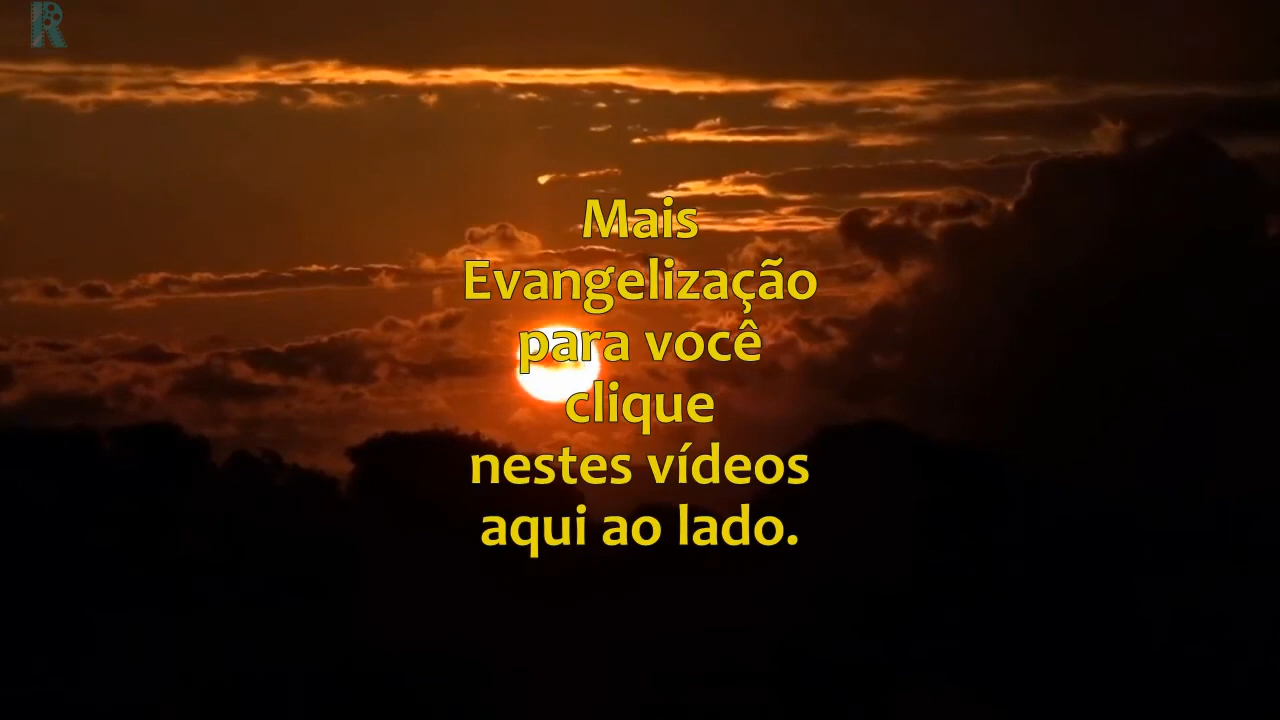 R
Mais
Evangelização
para você
clique
nestes vídeos
aqui ao lado.